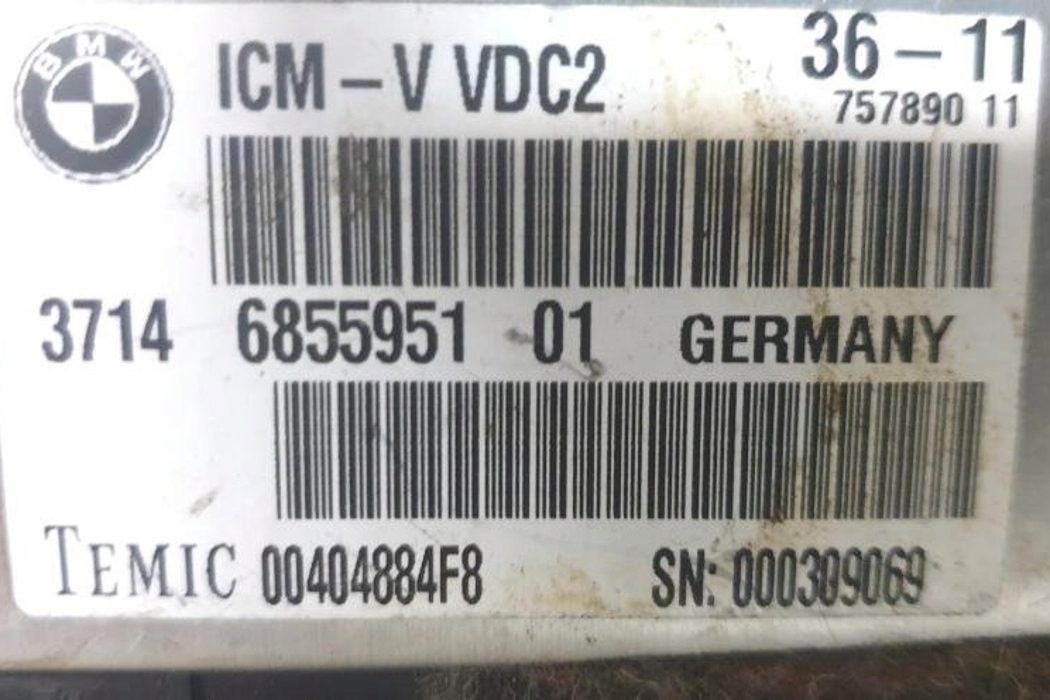 BMW
ICM – V VDC2
36 – 11
757890 11
3714 6855951 01 GERMANY
TEMIC 00404884F8 SN: 000309069